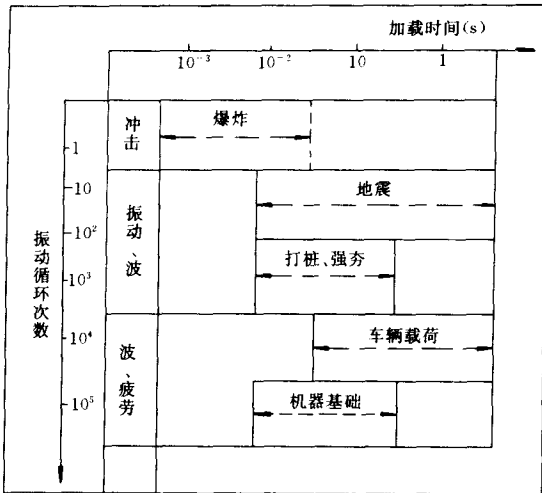 加载时间(s)
10⁻³ 10⁻² 10 1
冲击
爆炸
1
10
地震
振动、波
10²
打桩、强夯
10³
振动循环次数
10⁴
车辆载荷
波、疲劳
10⁵
机器基础